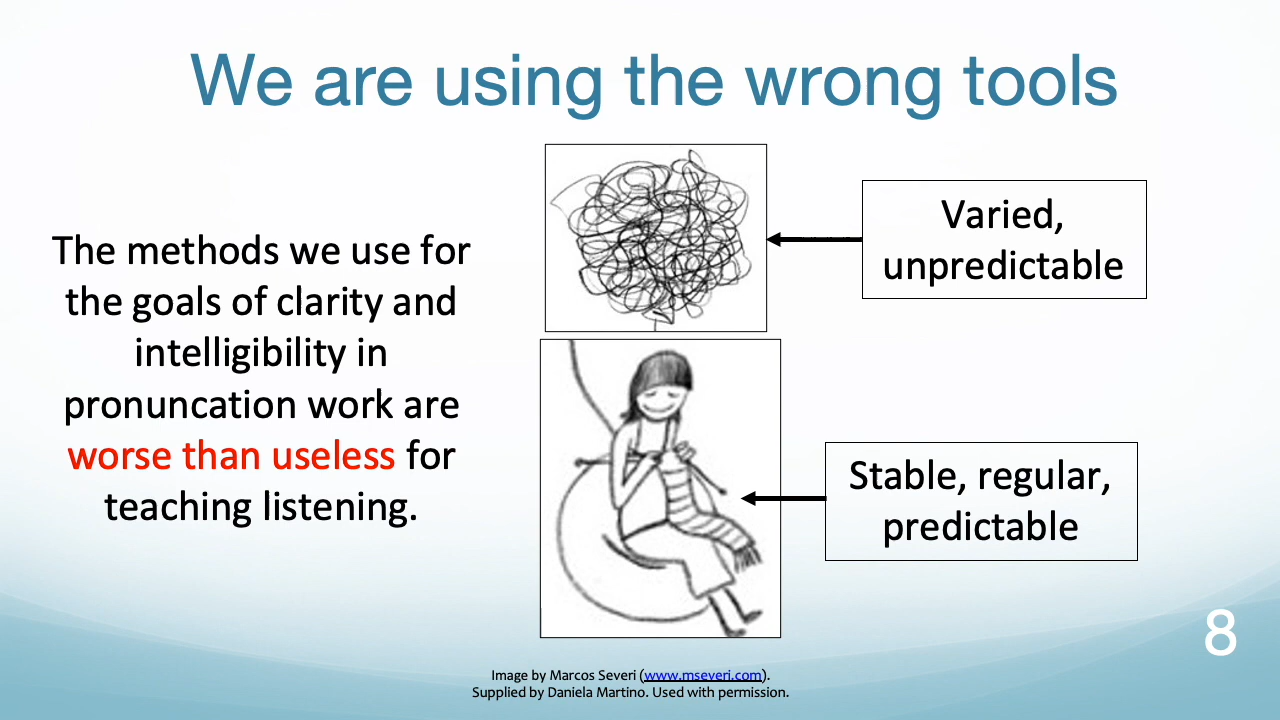 We are using the wrong tools
The methods we use for
the goals of clarity and
intelligibility in
pronuncation work are
worse than useless for
teaching listening.
Varied,
unpredictable
Stable, regular,
predictable
8
Image by Marcos Severi (www.mseveri.com).
Supplied by Daniela Martino. Used with permission.